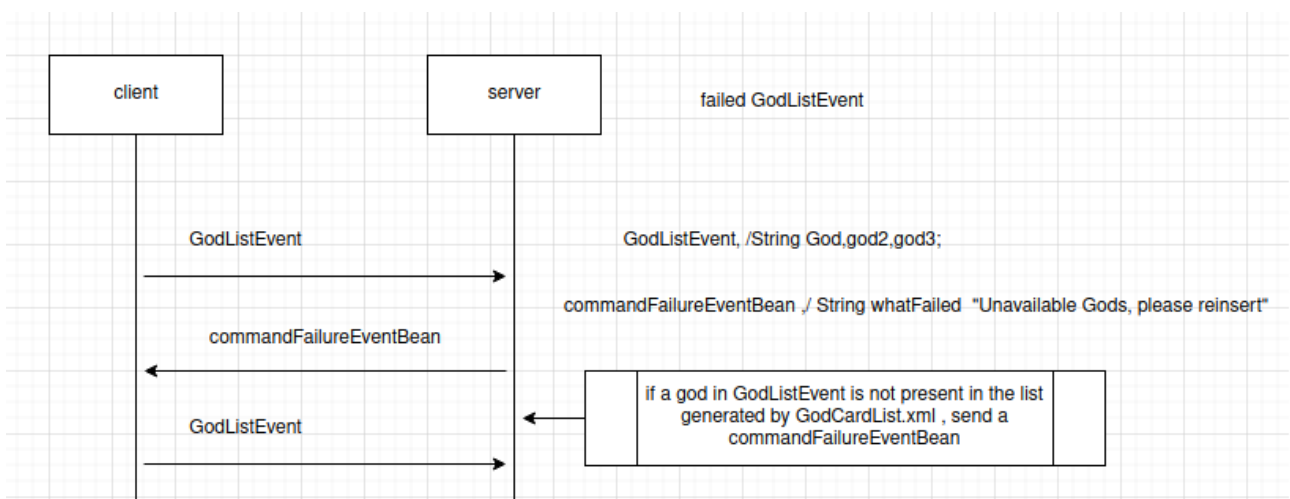 client
server
failed GodListEvent
GodListEvent
GodListEvent, /String God,god2,god3;
commandFailureEventBean ,/ String whatFailed "Unavailable Gods, please reinsert"
commandFailureEventBean
if a god in GodListEvent is not present in the list
generated by GodCardList.xml , send a
commandFailureEventBean
GodListEvent